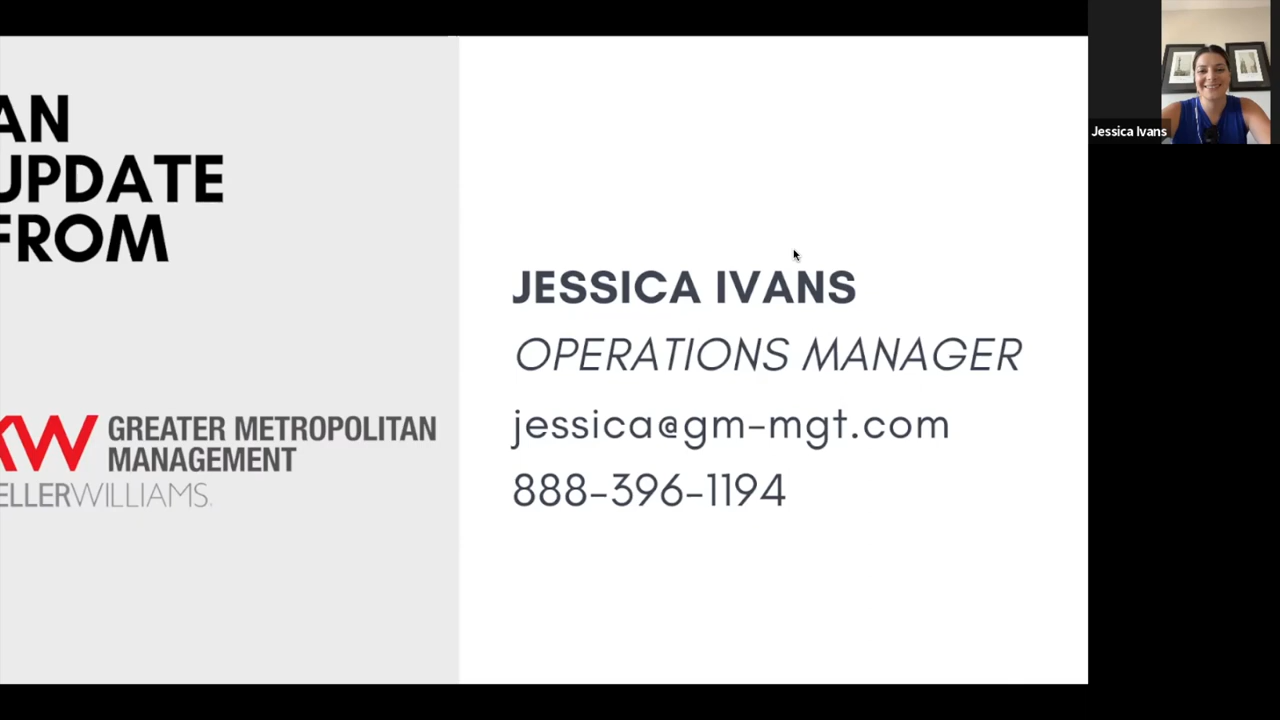 AN
UPDATE
FROM
KW GREATER METROPOLITAN
MANAGEMENT
ELLERWILLIAMS.
JESSICA IVANS
OPERATIONS MANAGER
jessica@gm-mgt.com
888-396-1194
Jessica Ivans